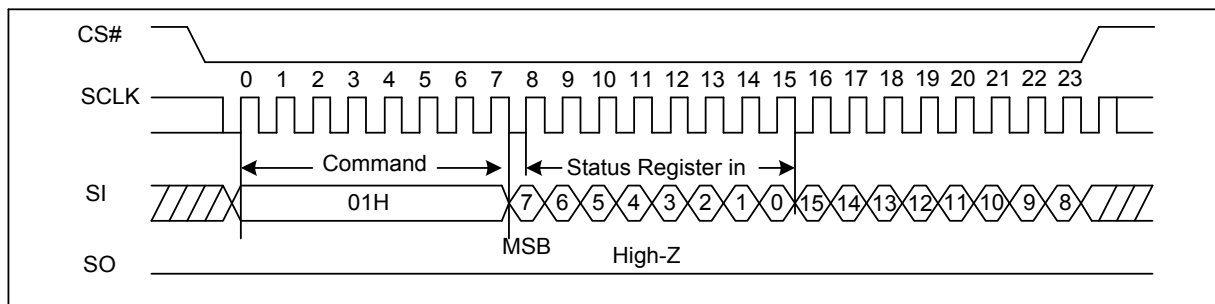 CS#
0 1 2 3 4 5 6 7 8 9 10 11 12 13 14 15 16 17 18 19 20 21 22 23
SCLK
Command
Status Register in
SI
01H
7 6 5 4 3 2 1 0 15 14 13 12 11 10 9 8
MSB
High-Z
SO